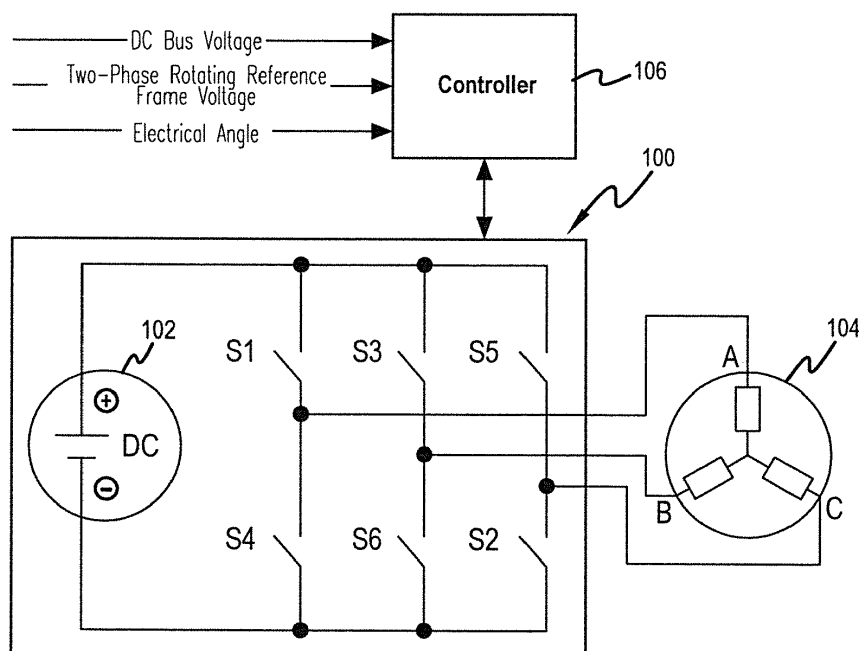 DC Bus Voltage
Two-Phase Rotating Reference
Frame Voltage
Electrical Angle
Controller
106
100
102
104
S1
S3
S5
A
+
DC
−
B
C
S4
S6
S2